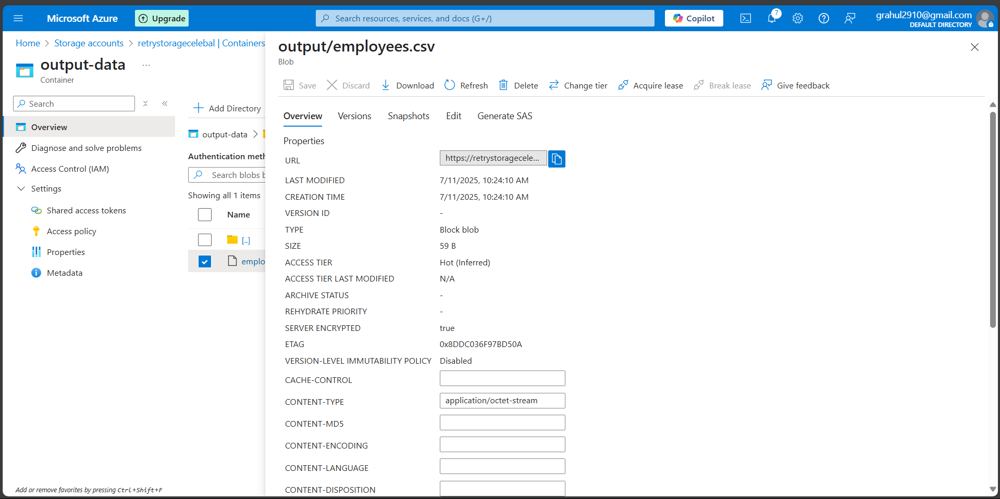 Microsoft Azure
Upgrade
Search resources, services, and docs (G+/)
Copilot
7
grahul2910@gmail.com
DEFAULT DIRECTORY
Home > Storage accounts > retrystoragecelebal | Containers
output-data ...
Container
Search
Overview
Diagnose and solve problems
Access Control (IAM)
Settings
Shared access tokens
Access policy
Properties
Metadata
Add or remove favorites by pressing Ctrl+Shift+F
Add Directory
output-data >
Authentication meth
Search blobs b
Showing all 1 items
Name
[..]
emplo
output/employees.csv
Blob
Save Discard Download Refresh Delete Change tier Acquire lease Break lease Give feedback
Overview Versions Snapshots Edit Generate SAS
Properties
URL https://retrystoragecele...
LAST MODIFIED 7/11/2025, 10:24:10 AM
CREATION TIME 7/11/2025, 10:24:10 AM
VERSION ID -
TYPE Block blob
SIZE 59 B
ACCESS TIER Hot (Inferred)
ACCESS TIER LAST MODIFIED N/A
ARCHIVE STATUS -
REHYDRATE PRIORITY -
SERVER ENCRYPTED true
ETAG 0x8DDC036F97BD50A
VERSION-LEVEL IMMUTABILITY POLICY Disabled
CACHE-CONTROL
CONTENT-TYPE application/octet-stream
CONTENT-MD5
CONTENT-ENCODING
CONTENT-LANGUAGE
CONTENT-DISPOSITION